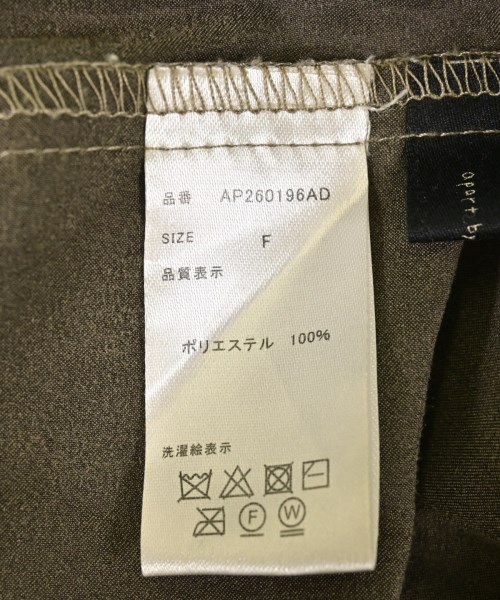 品番 AP260196AD
SIZE F
品質表示
ポリエステル 100%
洗濯絵表示
F W
apart by